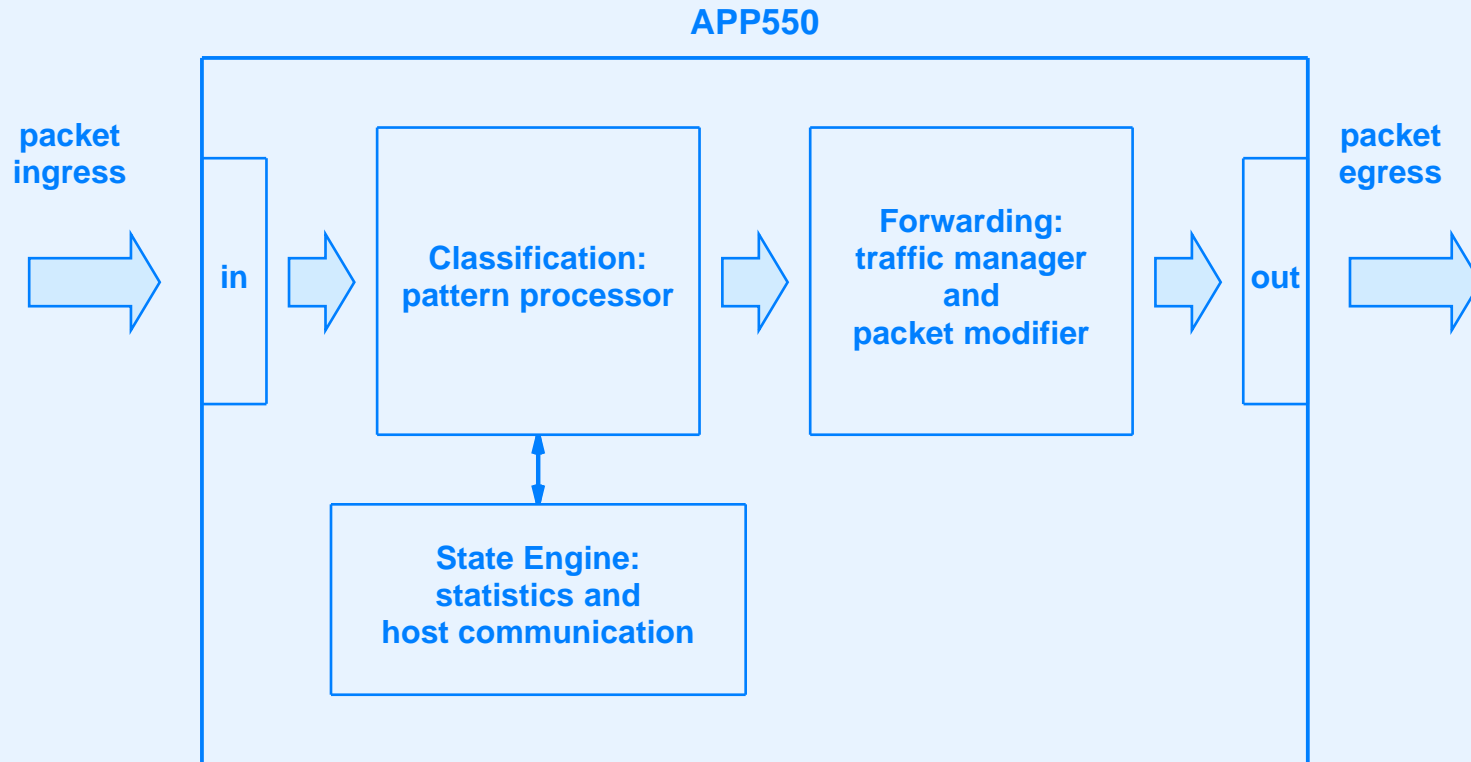 APP550
packet
ingress
in
Classification:
pattern processor
Forwarding:
traffic manager
and
packet modifier
out
packet
egress
State Engine:
statistics and
host communication